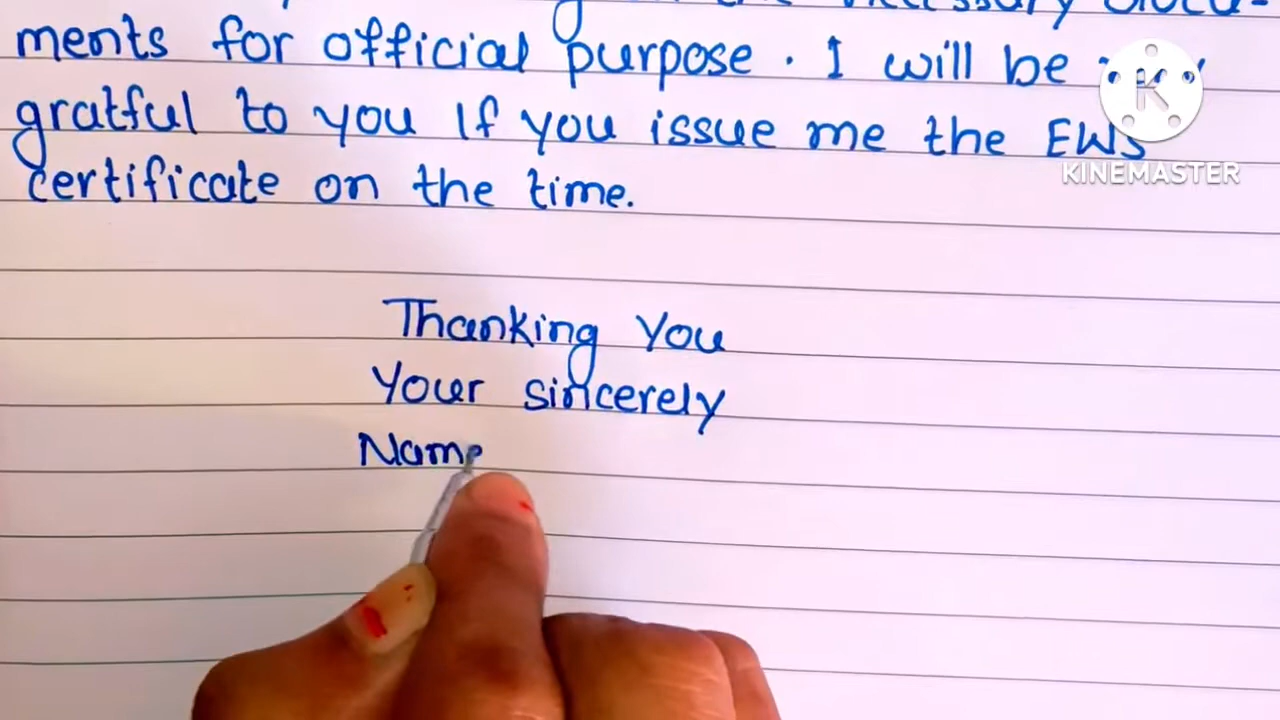 ments for official purpose. I will be
gratful to you If you issue me the EWS
certificate on the time.
Thanking You
Your sincerely
Name
K
KINEMASTER